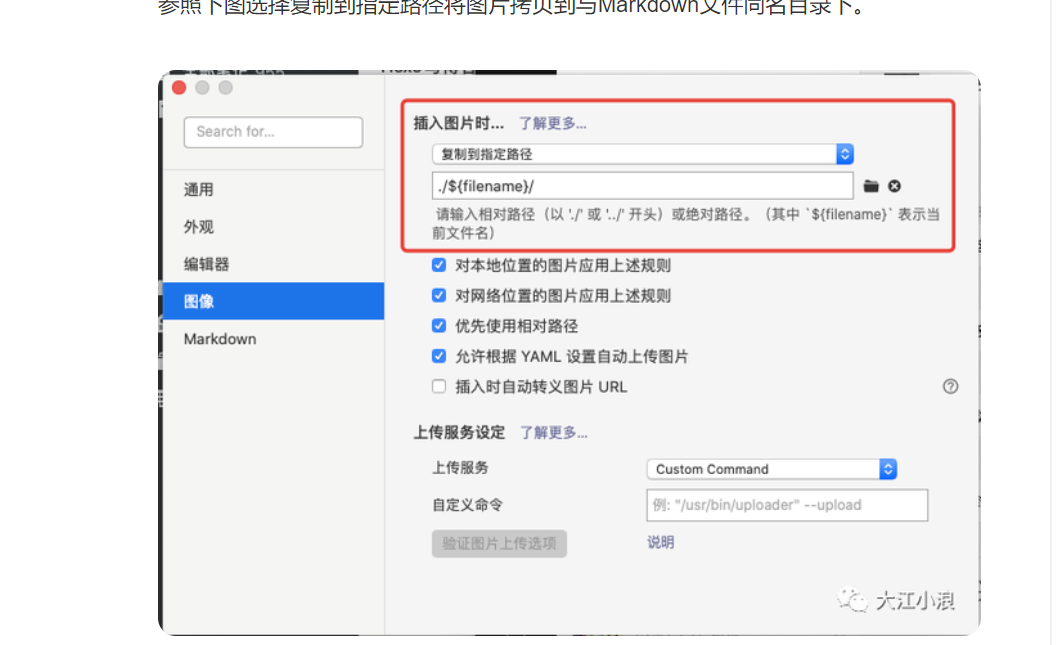 参照下图选择复制到指定路径将图片拷贝到与Markdown文件同名目录下。
Search for...
通用
外观
编辑器
图像
Markdown
插入图片时... 了解更多...
复制到指定路径
./${filename}/
请输入相对路径（以 './' 或 '../' 开头）或绝对路径。（其中 `${filename}` 表示当
前文件名）
对本地位置的图片应用上述规则
对网络位置的图片应用上述规则
优先使用相对路径
允许根据 YAML 设置自动上传图片
插入时自动转义图片 URL
上传服务设定 了解更多...
上传服务 Custom Command
自定义命令 例: "/usr/bin/uploader" --upload
验证图片上传选项 说明
大江小浪